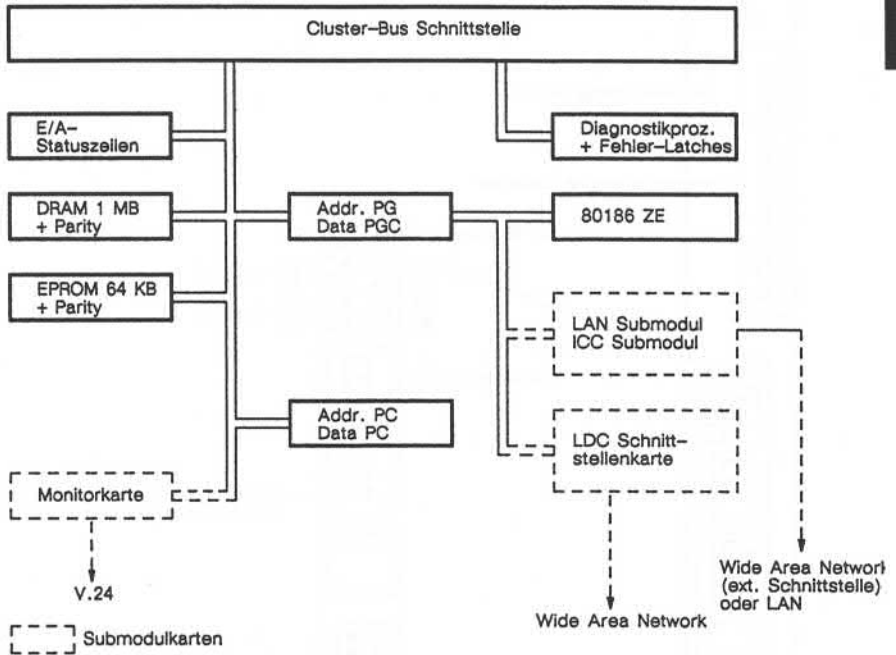 Cluster-Bus Schnittstelle
E/A-
Statuszeilen
Diagnostikproz.
+ Fehler-Latches
DRAM 1 MB
+ Parity
Addr. PG
Data PGC
80186 ZE
EPROM 64 KB
+ Parity
LAN Submodul
ICC Submodul
Addr. PC
Data PC
LDC Schnitt-
stellenkarte
Monitorkarte
V.24
Wide Area Network
Wide Area Network
(ext. Schnittstelle)
oder LAN
Submodulkarten